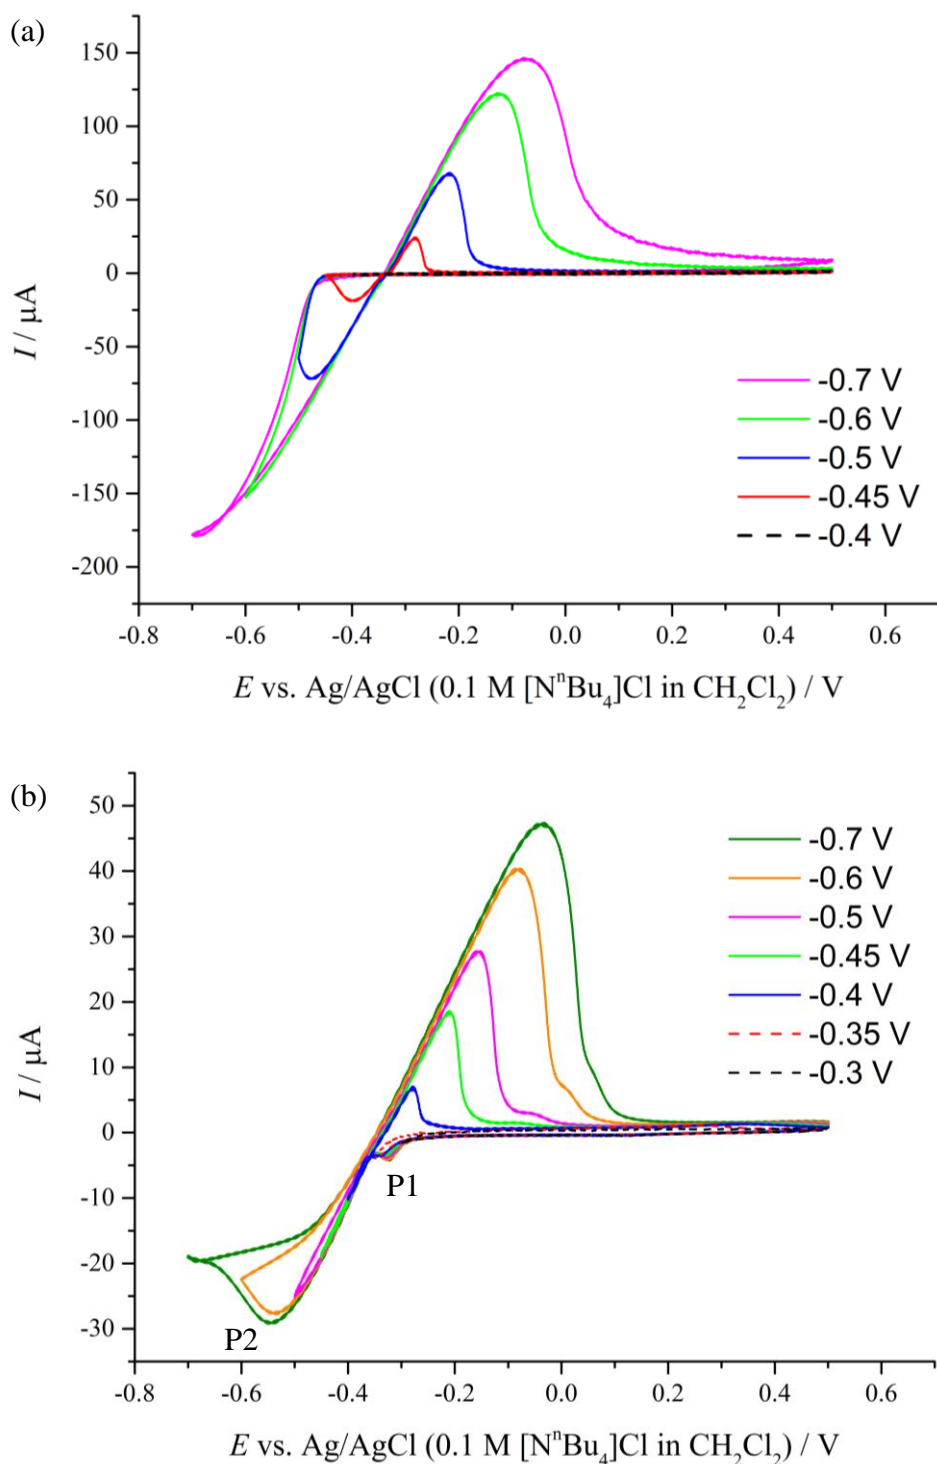 (a)
150
100
50
0
-50
-100
-150
-200
I / μA
-0.7 V
-0.6 V
-0.5 V
-0.45 V
-0.4 V
-0.8 -0.6 -0.4 -0.2 0.0 0.2 0.4 0.6
E vs. Ag/AgCl (0.1 M [NⁿBu₄]Cl in CH₂Cl₂) / V
(b)
50
40
30
20
10
0
-10
-20
-30
I / μA
-0.7 V
-0.6 V
-0.5 V
-0.45 V
-0.4 V
-0.35 V
-0.3 V
P1
P2
-0.8 -0.6 -0.4 -0.2 0.0 0.2 0.4 0.6
E vs. Ag/AgCl (0.1 M [NⁿBu₄]Cl in CH₂Cl₂) / V